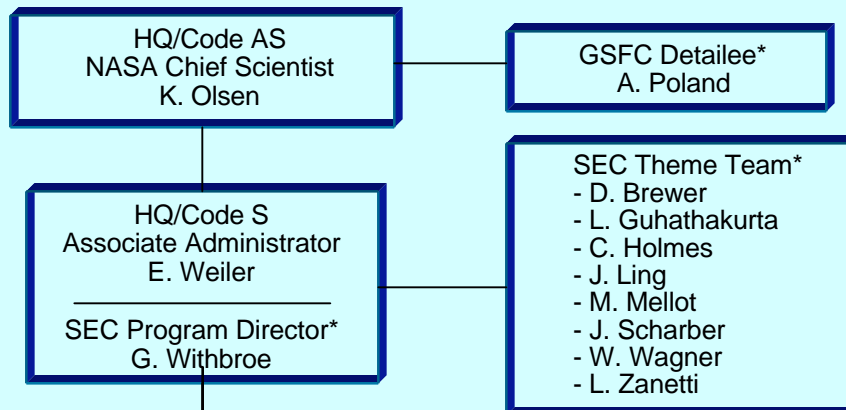 HQ/Code AS
NASA Chief Scientist
K. Olsen
GSFC Detailee*
A. Poland
HQ/Code S
Associate Administrator
E. Weiler
SEC Program Director*
G. Withbroe
SEC Theme Team*
- D. Brewer
- L. Guhathakurta
- C. Holmes
- J. Ling
- M. Mellot
- J. Scharber
- W. Wagner
- L. Zanetti